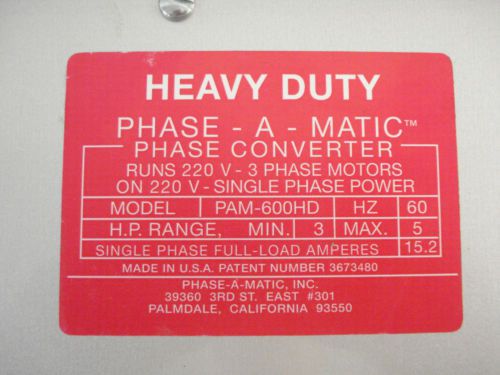 HEAVY DUTY
PHASE - A - MATIC™
PHASE CONVERTER
RUNS 220 V - 3 PHASE MOTORS
ON 220 V - SINGLE PHASE POWER
MODEL PAM-600HD HZ 60
H.P. RANGE, MIN. 3 MAX. 5
SINGLE PHASE FULL-LOAD AMPERES 15.2
MADE IN U.S.A. PATENT NUMBER 3673480
PHASE-A-MATIC, INC.
39360 3RD ST. EAST #301
PALMDALE, CALIFORNIA 93550